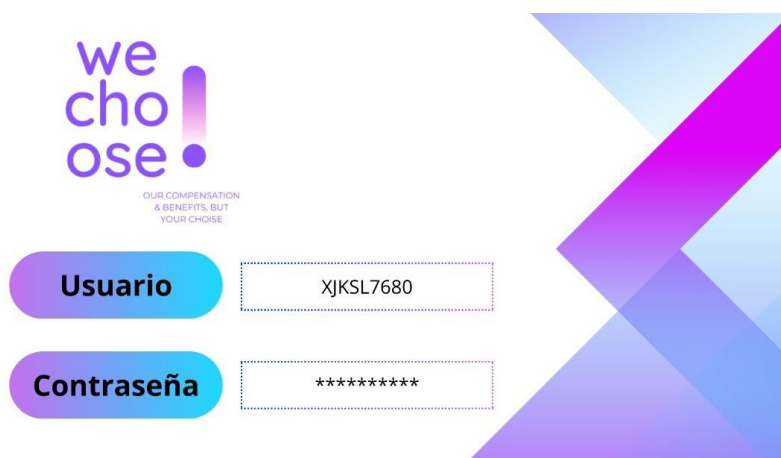 we
cho
ose!
OUR COMPENSATION
& BENEFITS, BUT
YOUR CHOISE
Usuario
XJKSL7680
Contraseña
**********